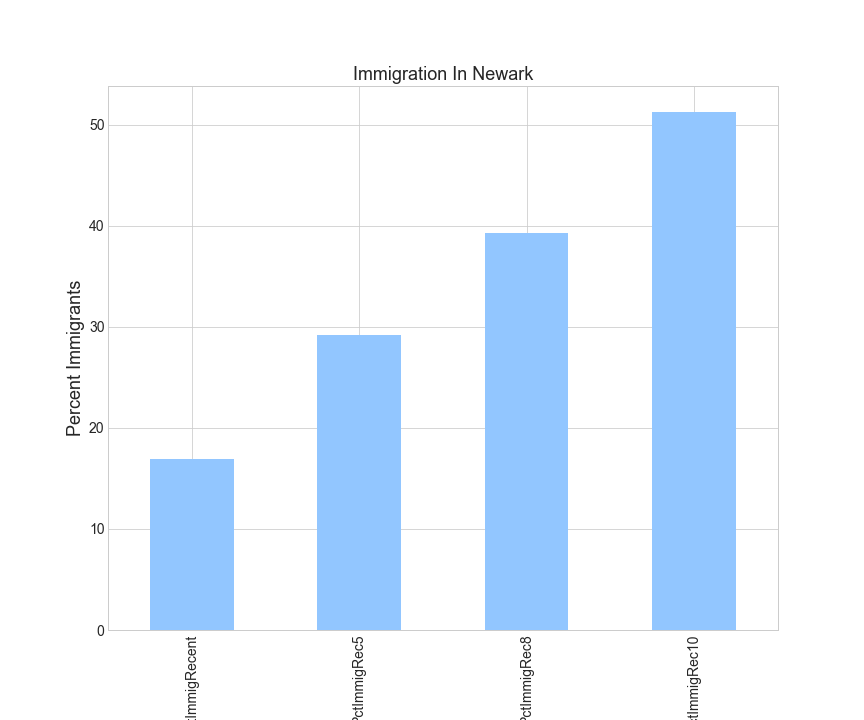 Immigration In Newark
Percent Immigrants
50
40
30
20
10
0
tImmigRecent
PctImmigRec5
PctImmigRec8
ctImmigRec10